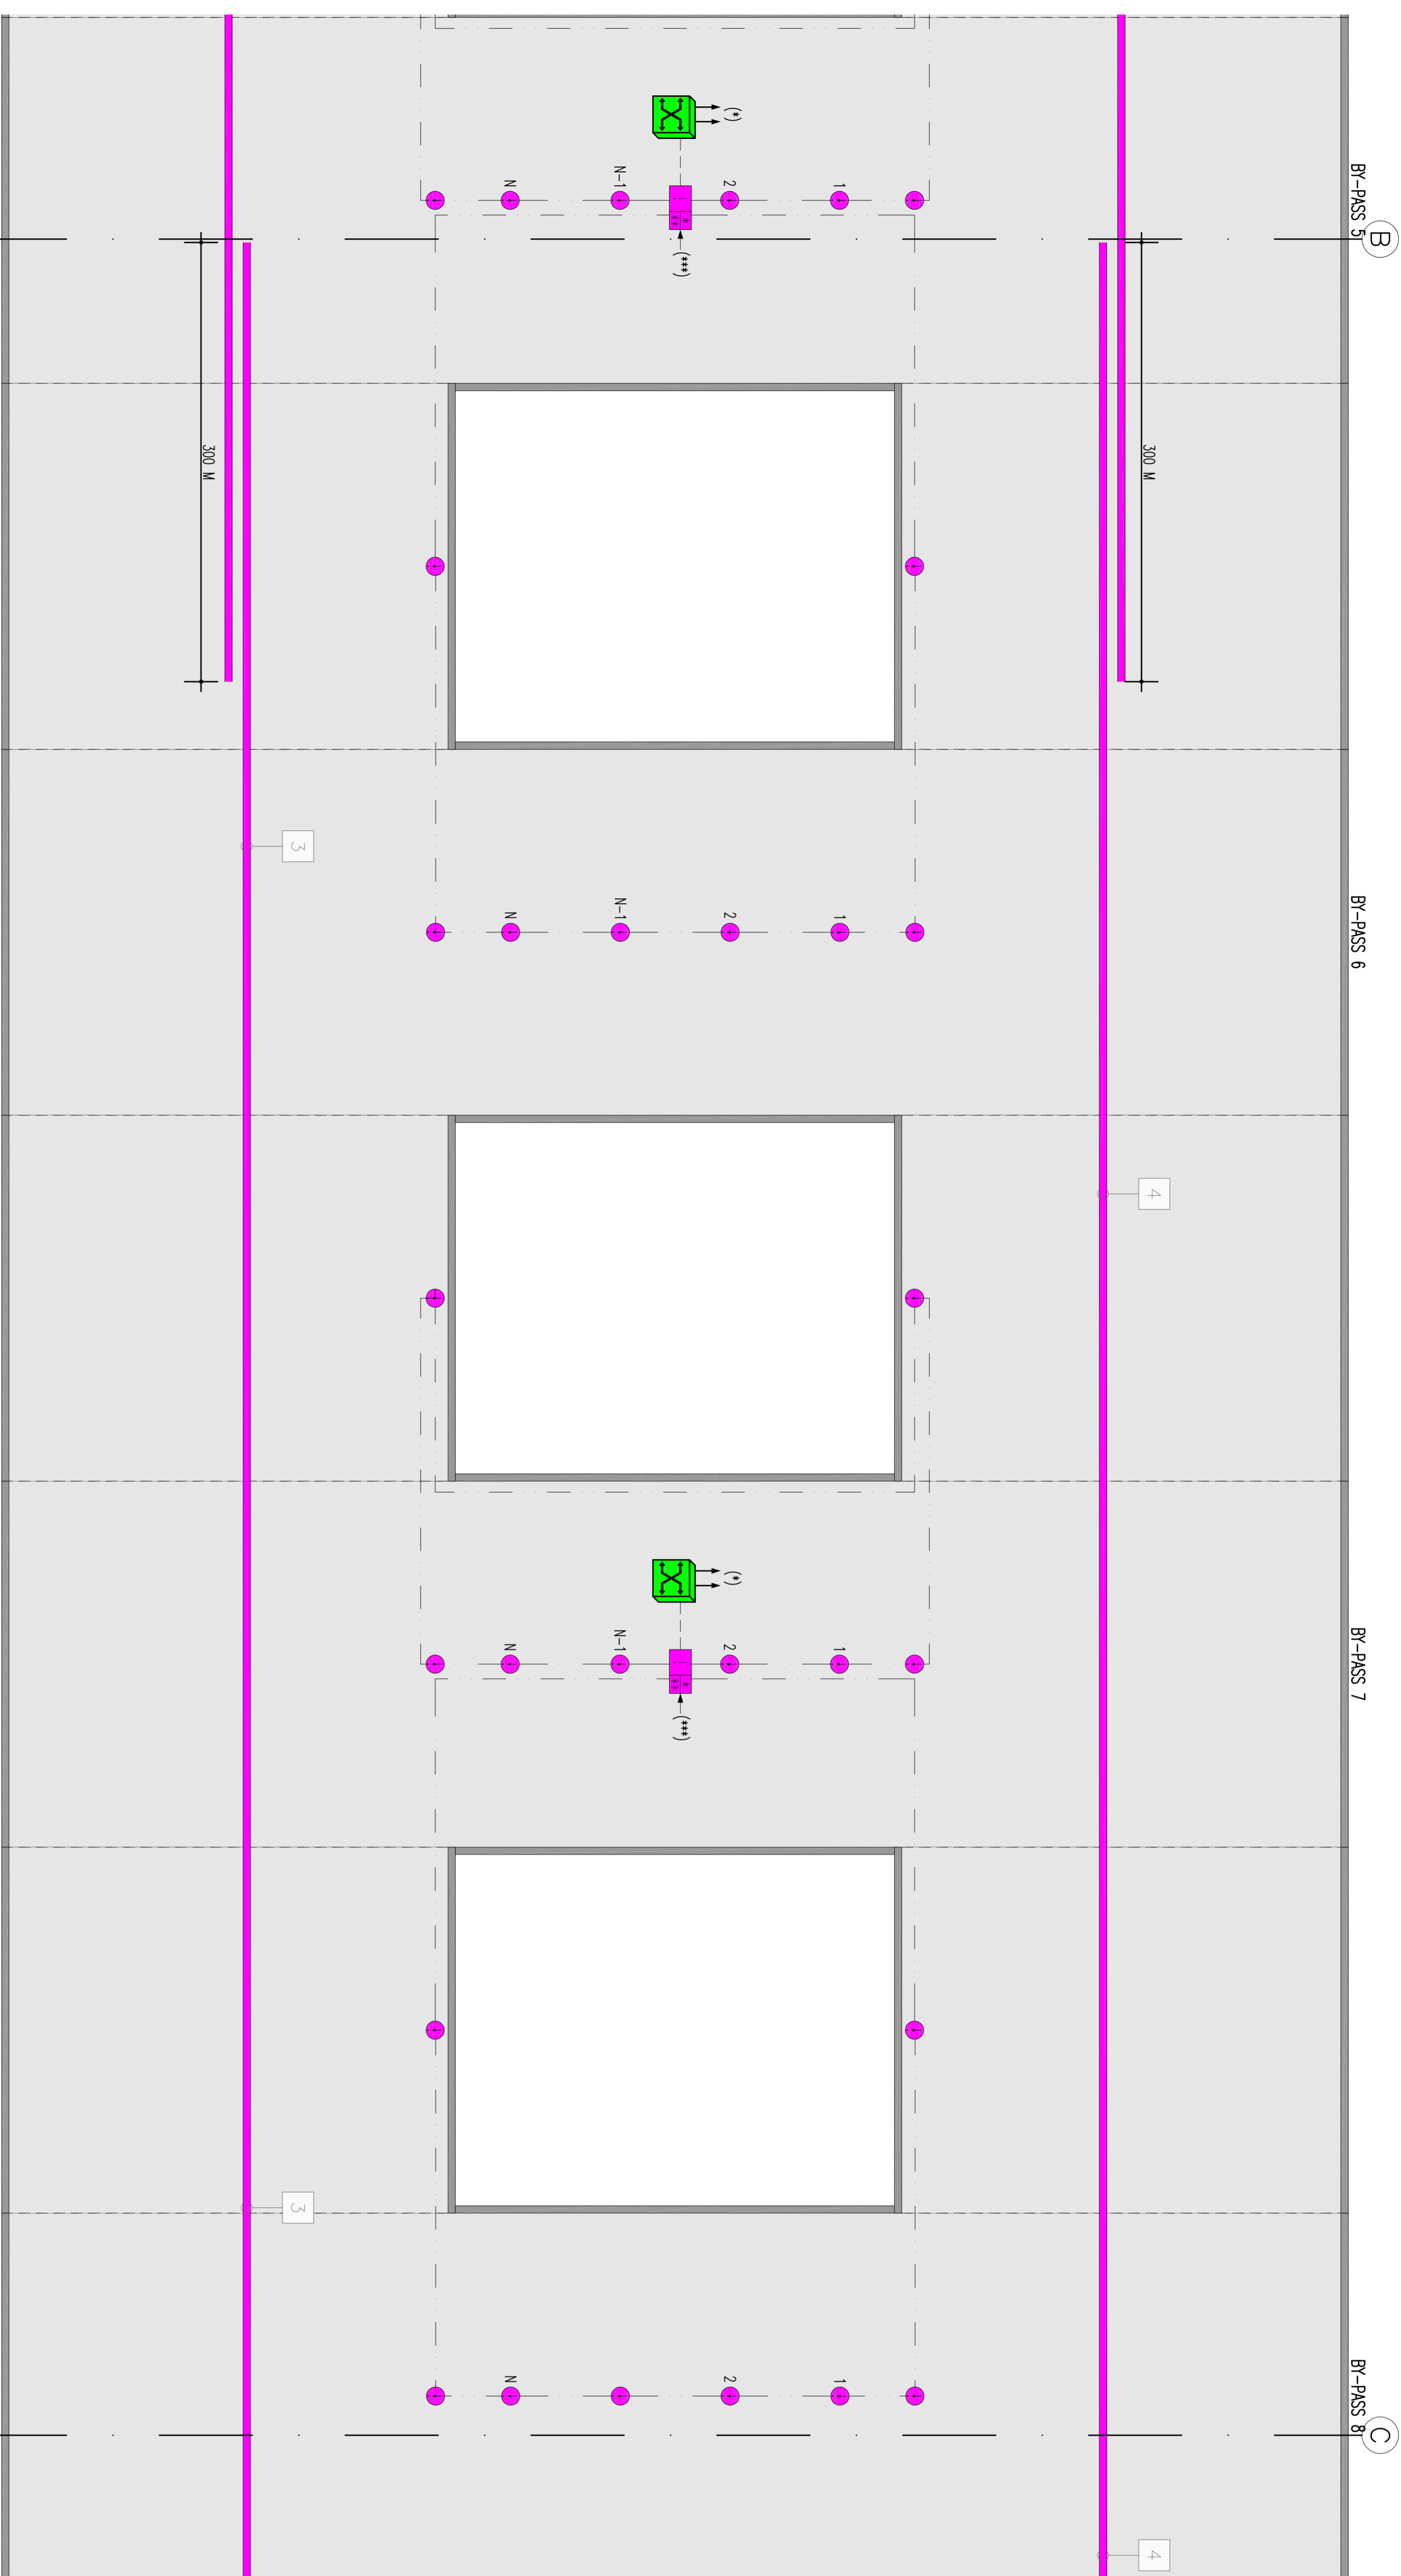 B
C
BY-PASS 5
BY-PASS 6
BY-PASS 7
BY-PASS 8
300 M
4
4
1
1
1
1
(*)
2
2
(*)
2
2
*
**
(***)
*
**
(***)
N-1
N-1
N-1
N
N
N
N
3
3
300 M